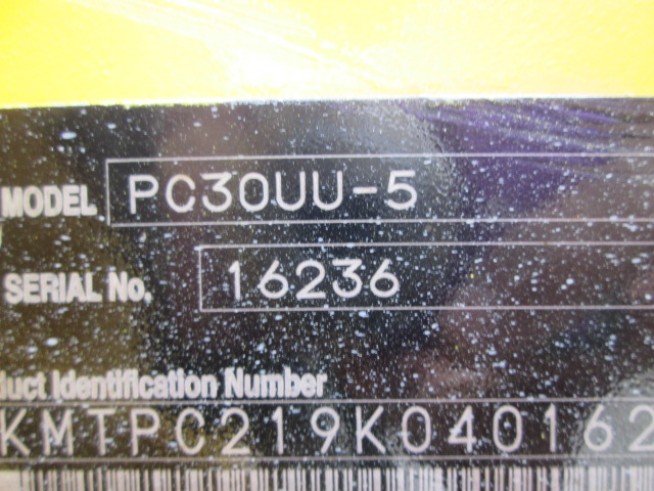 MODEL PC30UU-5
SERIAL No. 16236
duct Identification Number
KMTPC219K040162